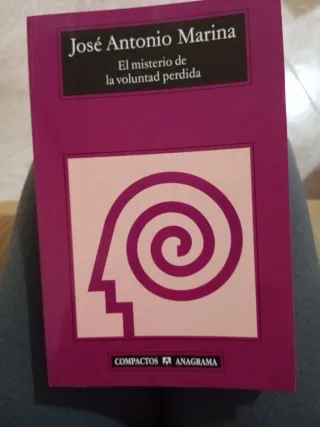 José Antonio Marina
El misterio de
la voluntad perdida
COMPACTOS A ANAGRAMA